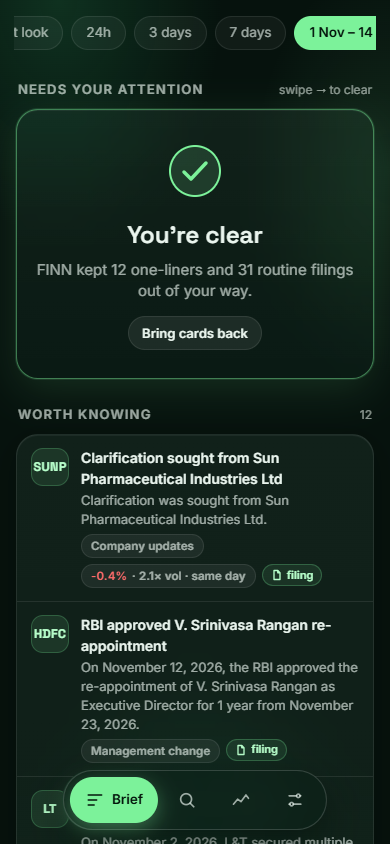 t look
24h
3 days
7 days
1 Nov – 14
NEEDS YOUR ATTENTION
swipe → to clear
You're clear
FINN kept 12 one-liners and 31 routine filings
out of your way.
Bring cards back
WORTH KNOWING
12
SUNP
Clarification sought from Sun
Pharmaceutical Industries Ltd
Clarification was sought from Sun
Pharmaceutical Industries Ltd.
Company updates
-0.4% · 2.1× vol · same day
filing
HDFC
RBI approved V. Srinivasa Rangan re-
appointment
On November 12, 2026, the RBI approved the
re-appointment of V. Srinivasa Rangan as
Executive Director for 1 year from November
23, 2026.
Management change
filing
LT
Brief
On November 2, 2026, L&T secured multiple